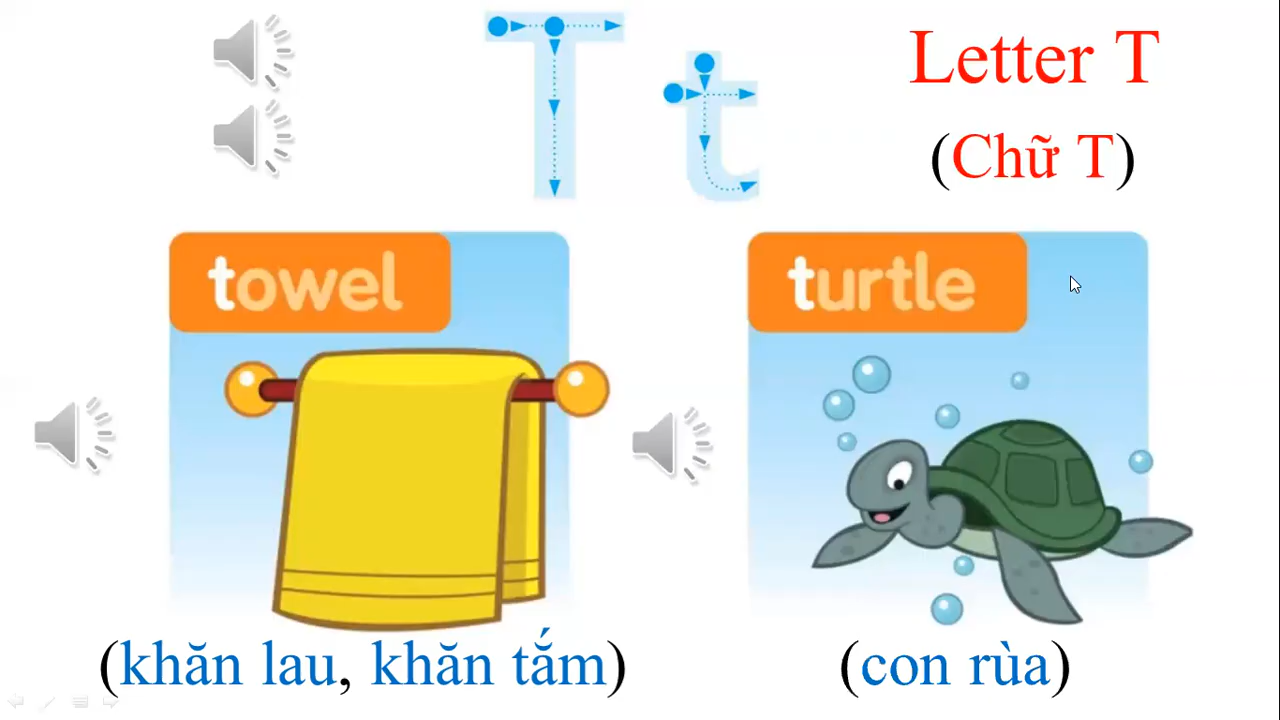 T t
Letter T
(Chữ T)
towel
turtle
(khăn lau, khăn tắm)
(con rùa)